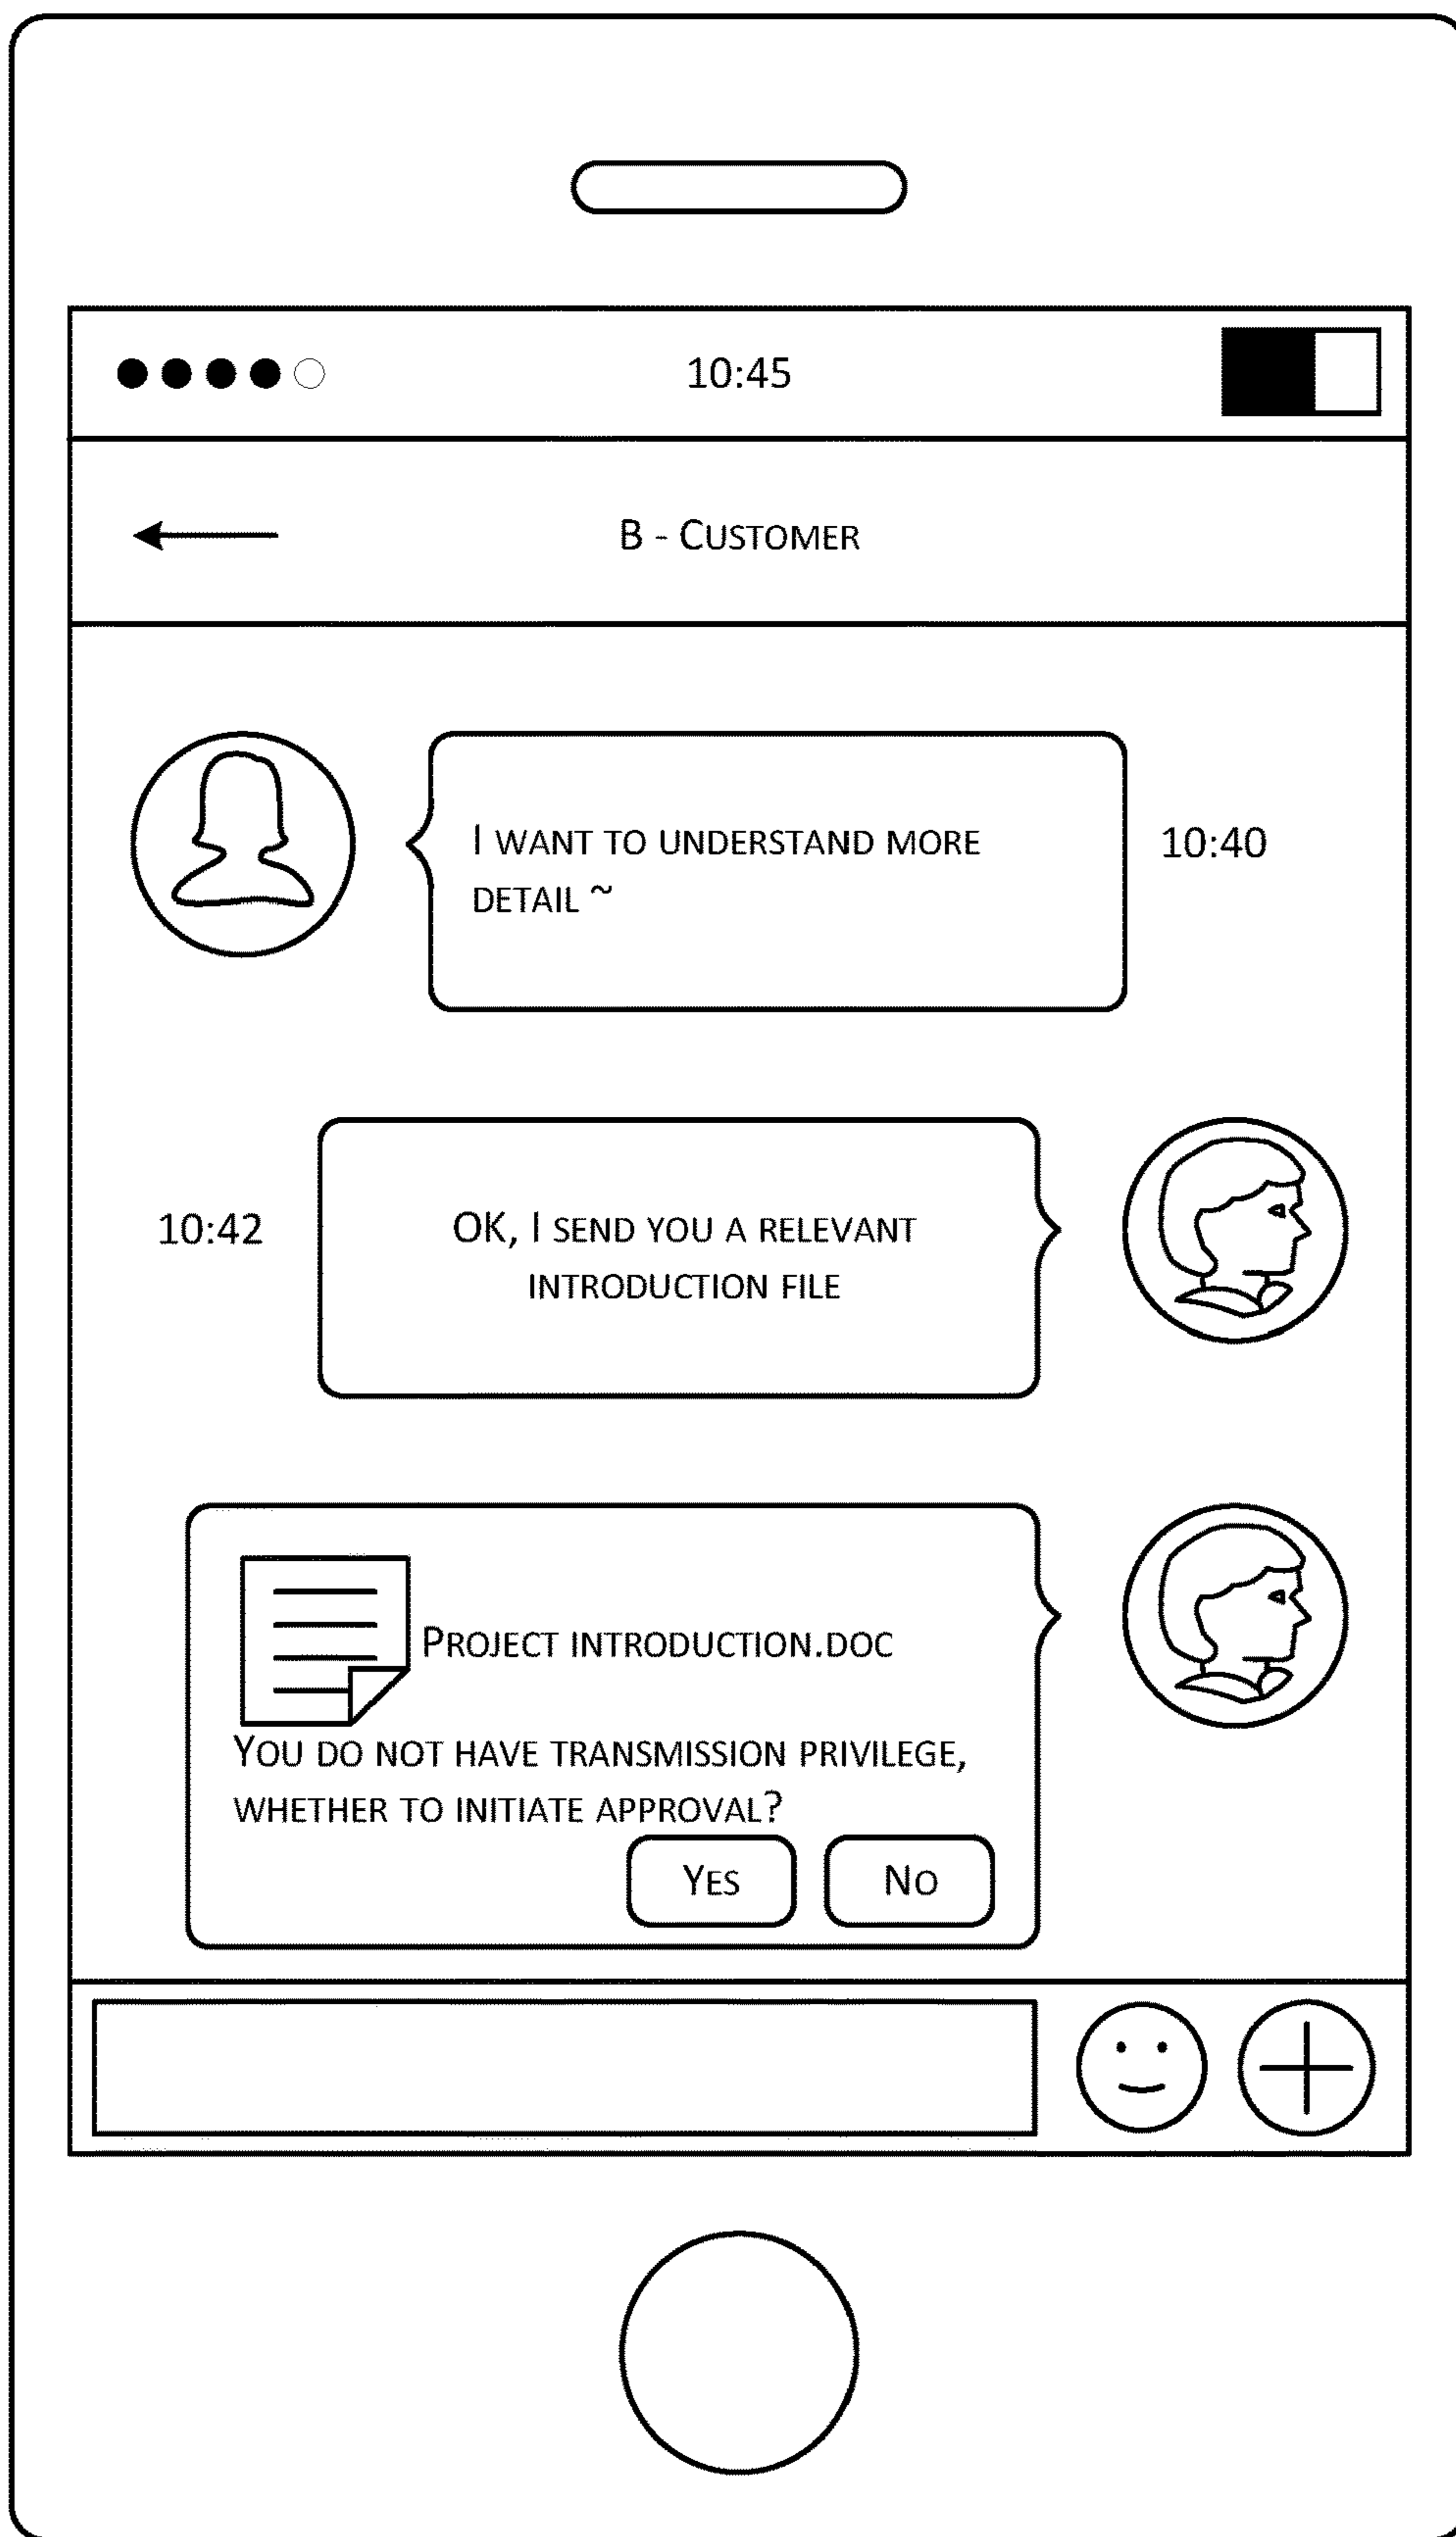 10:45
B - CUSTOMER
I WANT TO UNDERSTAND MORE
DETAIL ~
10:40
10:42
OK, I SEND YOU A RELEVANT
INTRODUCTION FILE
PROJECT INTRODUCTION.DOC
YOU DO NOT HAVE TRANSMISSION PRIVILEGE,
WHETHER TO INITIATE APPROVAL?
YES
NO